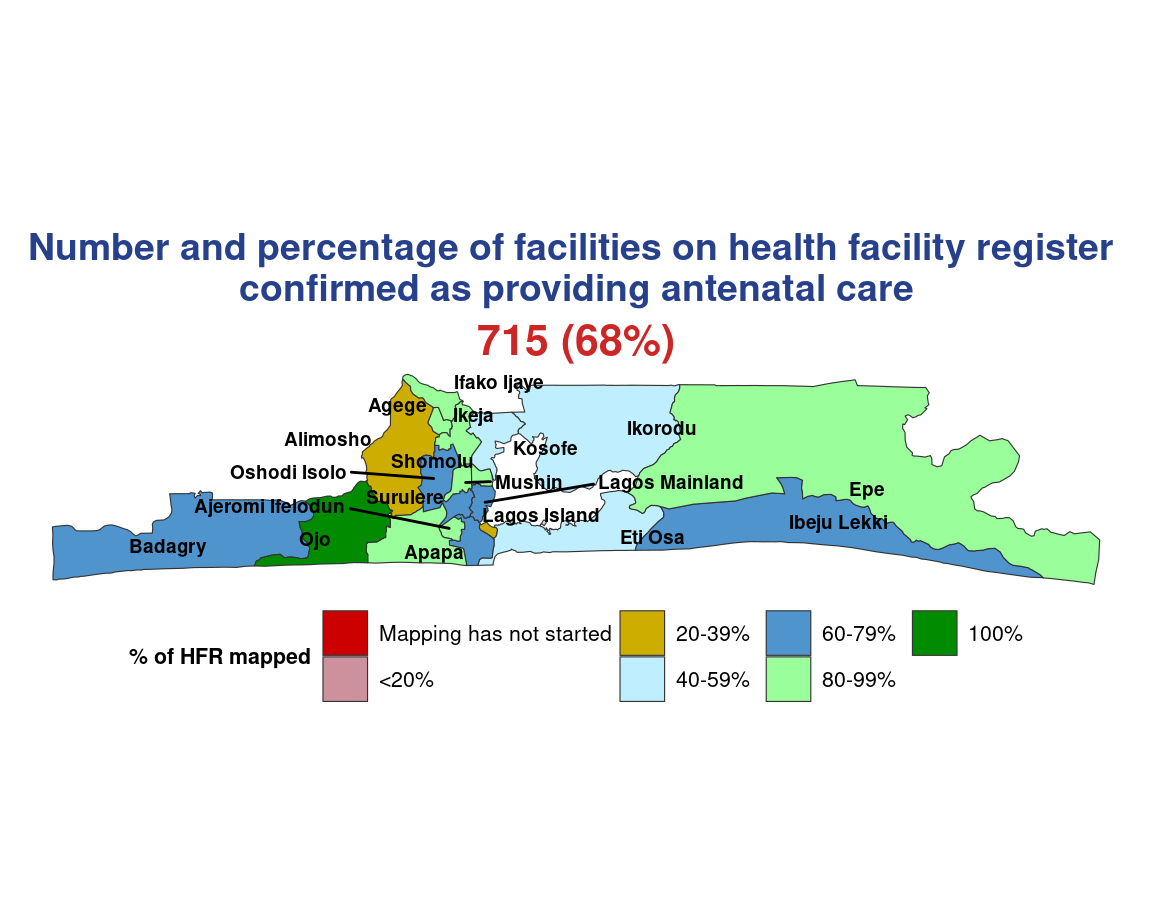 Number and percentage of facilities on health facility register
confirmed as providing antenatal care
715 (68%)
Ifako Ijaye
Agege
Ikeja
Ikorodu
Alimosho
Kosofe
Shomolu
Oshodi Isolo
Mushin
Lagos Mainland
Epe
Surulere
Ajeromi Ifelodun
Lagos Island
Ibeju Lekki
Eti Osa
Ojo
Badagry
Apapa
% of HFR mapped
Mapping has not started
<20%
20-39%
40-59%
60-79%
80-99%
100%